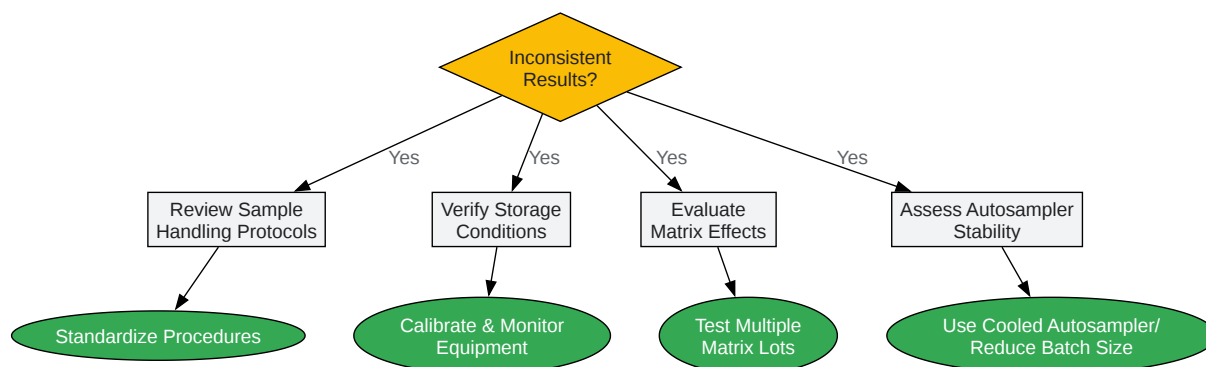 Inconsistent
Results?
Yes
Yes
Yes
Yes
Review Sample
Handling Protocols
Verify Storage
Conditions
Evaluate
Matrix Effects
Assess Autosampler
Stability
Standardize Procedures
Calibrate & Monitor
Equipment
Test Multiple
Matrix Lots
Use Cooled Autosampler/
Reduce Batch Size